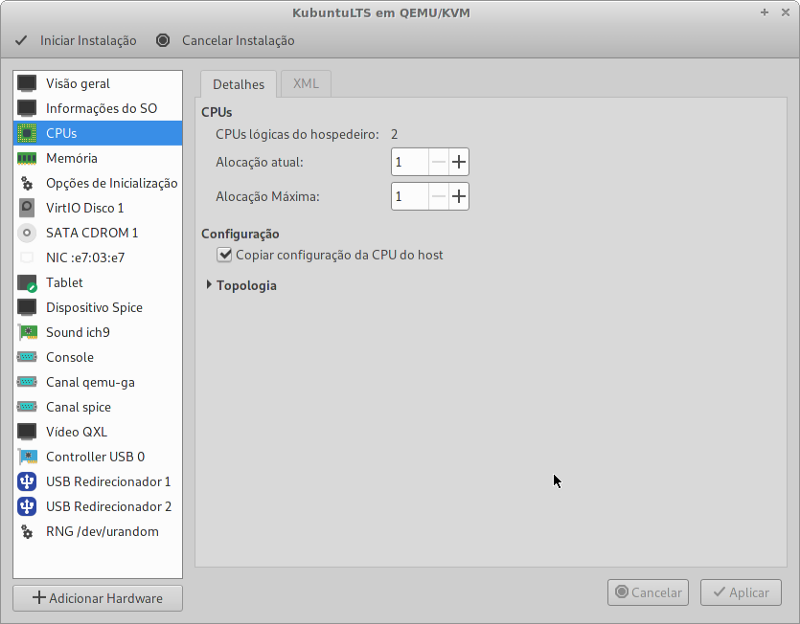 KubuntuLTS em QEMU/KVM
Iniciar Instalação
Cancelar Instalação
Visão geral
Informações do SO
CPUs
Memória
Opções de Inicialização
VirtIO Disco 1
SATA CDROM 1
NIC :e7:03:e7
Tablet
Dispositivo Spice
Sound ich9
Console
Canal qemu-ga
Canal spice
Vídeo QXL
Controller USB 0
USB Redirecionador 1
USB Redirecionador 2
RNG /dev/urandom
Adicionar Hardware
Detalhes
XML
CPUs
CPUs lógicas do hospedeiro: 2
Alocação atual: 1
Alocação Máxima: 1
Configuração
Copiar configuração da CPU do host
Topologia
Cancelar
Aplicar